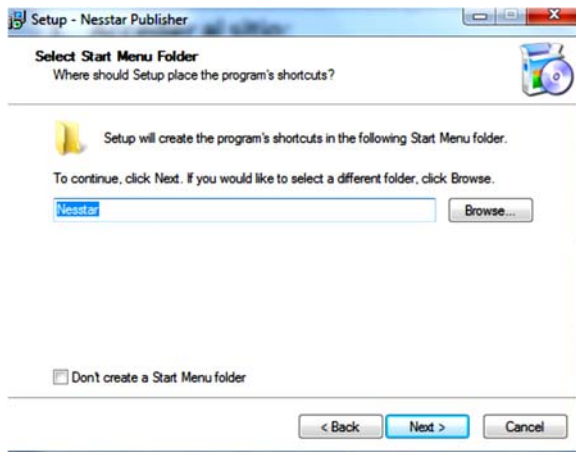 Setup - Nesstar Publisher
Select Start Menu Folder
Where should Setup place the program's shortcuts?
Setup will create the program's shortcuts in the following Start Menu folder.
To continue, click Next. If you would like to select a different folder, click Browse.
Nesstar
Browse...
Don't create a Start Menu folder
< Back
Next >
Cancel